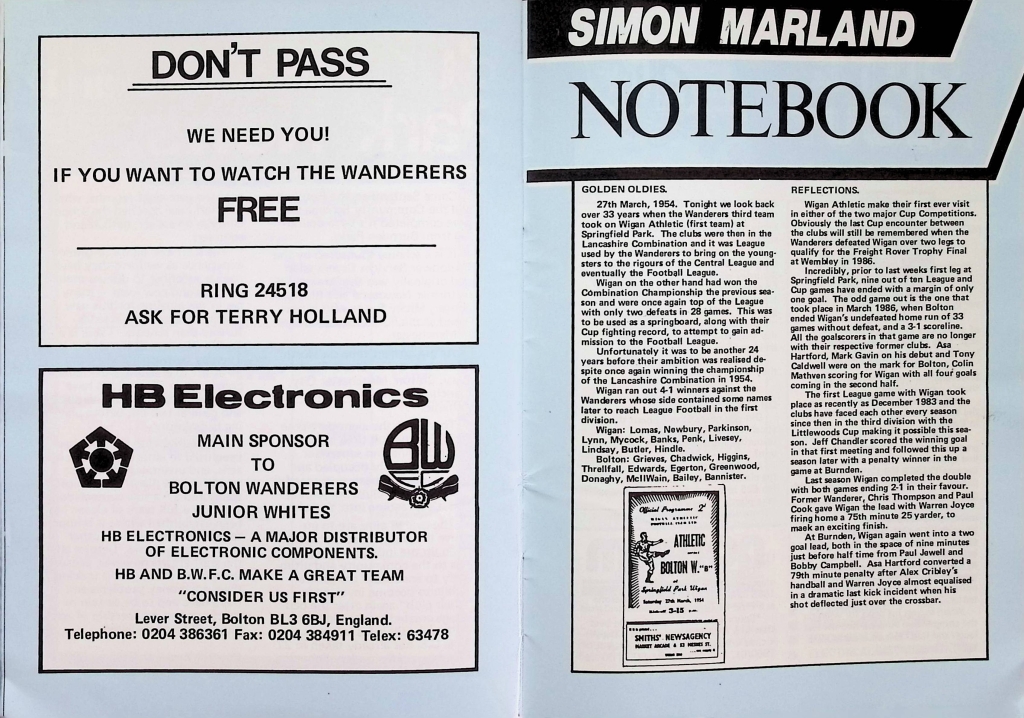 DON'T PASS
WE NEED YOU!
IF YOU WANT TO WATCH THE WANDERERS
FREE
RING 24518
ASK FOR TERRY HOLLAND
HB Electronics
MAIN SPONSOR
TO
BOLTON WANDERERS
JUNIOR WHITES
BW
HB ELECTRONICS – A MAJOR DISTRIBUTOR
OF ELECTRONIC COMPONENTS.
HB AND B.W.F.C. MAKE A GREAT TEAM
"CONSIDER US FIRST"
Lever Street, Bolton BL3 6BJ, England.
Telephone: 0204 386361 Fax: 0204 384911 Telex: 63478
SIMON MARLAND
NOTEBOOK
GOLDEN OLDIES.
27th March, 1954. Tonight we look back
over 33 years when the Wanderers third team
took on Wigan Athletic (first team) at
Springfield Park. The clubs were then in the
Lancashire Combination and it was League
used by the Wanderers to bring on the young-
sters to the rigours of the Central League and
eventually the Football League.
Wigan on the other hand had won the
Combination Championship the previous sea-
son and were once again top of the League
with only two defeats in 28 games. This was
to be used as a springboard, along with their
Cup fighting record, to attempt to gain ad-
mission to the Football League.
Unfortunately it was to be another 24
years before their ambition was realised de-
spite once again winning the championship
of the Lancashire Combination in 1954.
Wigan ran out 4-1 winners against the
Wanderers whose side contained some names
later to reach League Football in the first
division.
Wigan: Lomas, Newbury, Parkinson,
Lynn, Mycock, Banks, Penk, Livesey,
Lindsay, Butler, Hindle.
Bolton: Grieves, Chadwick, Higgins,
Threllfall, Edwards, Egerton, Greenwood,
Donaghy, McIlWain, Bailey, Bannister.
Official Programme 2d
WIGAN ATHLETIC
FOOTBALL CLUB LTD
ATHLETIC
BOLTON W. "B"
at
Springfield Park Wigan
Saturday 27th March, 1954
Kick-off 3-15 p.m.
SMITHS' NEWSAGENCY
MARKET ARCADE & 53 MESNES ST.
REFLECTIONS.
Wigan Athletic make their first ever visit
in either of the two major Cup Competitions.
Obviously the last Cup encounter between
the clubs will still be remembered when the
Wanderers defeated Wigan over two legs to
qualify for the Freight Rover Trophy Final
at Wembley in 1986.
Incredibly, prior to last weeks first leg at
Springfield Park, nine out of ten League and
Cup games have ended with a margin of only
one goal. The odd game out is the one that
took place in March 1986, when Bolton
ended Wigan's undefeated home run of 33
games without defeat, and a 3-1 scoreline.
All the goalscorers in that game are no longer
with their respective former clubs. Asa
Hartford, Mark Gavin on his debut and Tony
Caldwell were on the mark for Bolton, Colin
Mathven scoring for Wigan with all four goals
coming in the second half.
The first League game with Wigan took
place as recently as December 1983 and the
clubs have faced each other every season
since then in the third division with the
Littlewoods Cup making it possible this sea-
son. Jeff Chandler scored the winning goal
in that first meeting and followed this up a
season later with a penalty winner in the
game at Burnden.
Last season Wigan completed the double
with both games ending 2-1 in their favour.
Former Wanderer, Chris Thompson and Paul
Cook gave Wigan the lead with Warren Joyce
firing home a 75th minute 25 yarder, to
maek an exciting finish.
At Burnden, Wigan again went into a two
goal lead, both in the space of nine minutes
just before half time from Paul Jewell and
Bobby Campbell. Asa Hartford converted a
79th minute penalty after Alex Cribley's
handball and Warren Joyce almost equalised
in a dramatic last kick incident when his
shot deflected just over the crossbar.